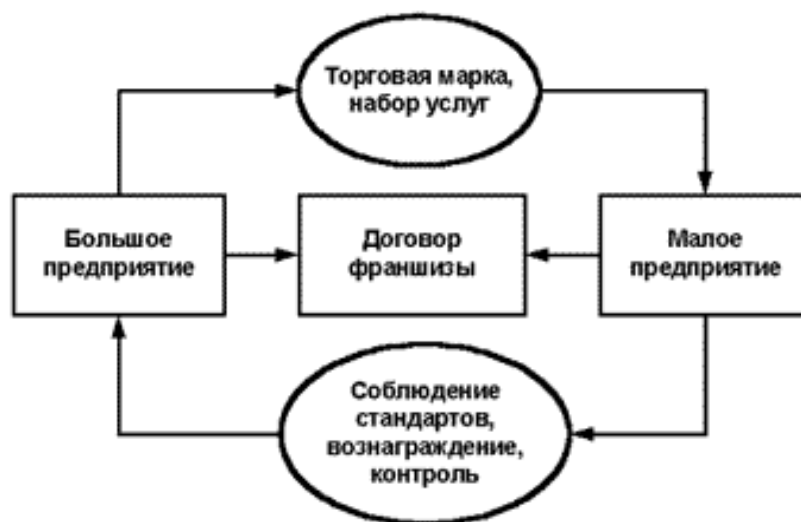 Торговая марка,
набор услуг
Большое
предприятие
Договор
франшизы
Малое
предприятие
Соблюдение
стандартов,
вознаграждение,
контроль